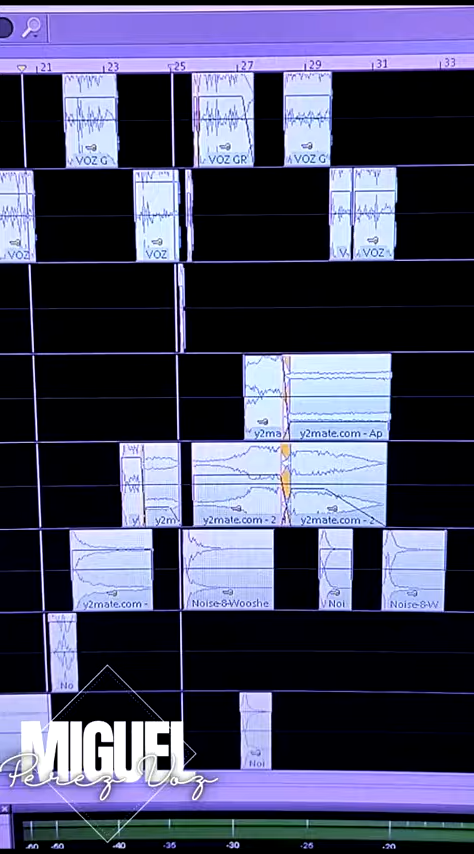 21 23 25 27 29 31 33
VOZ G VOZ GR VOZ G
VOZ VOZ V VOZ
y2ma y2mate.com - Ap
y y2m y2mate.com - 2 y2mate.com - 2
y2mate.com - Noise-8-Wooshe Noi Noise-8-W
No
Noi
MIGUEL
Perez Voz
-60 -50 -40 -35 -30 -25 -20